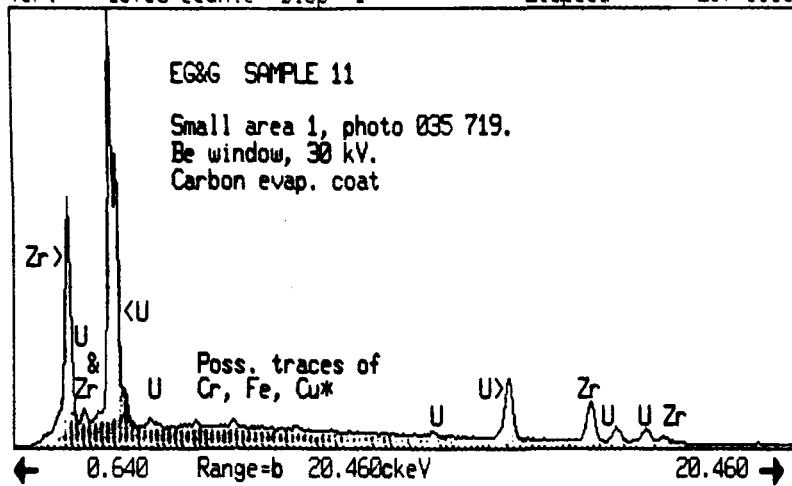 EG&G SAMPLE 11
Small area 1, photo 035 719.
Be window, 30 kV.
Carbon evap. coat
Zr>
<U
U
&
Zr
U
Poss. traces of
Cr, Fe, Cu*
U
U>
Zr
U
U
Zr
0.640 Range=b 20.460ckeV 20.460